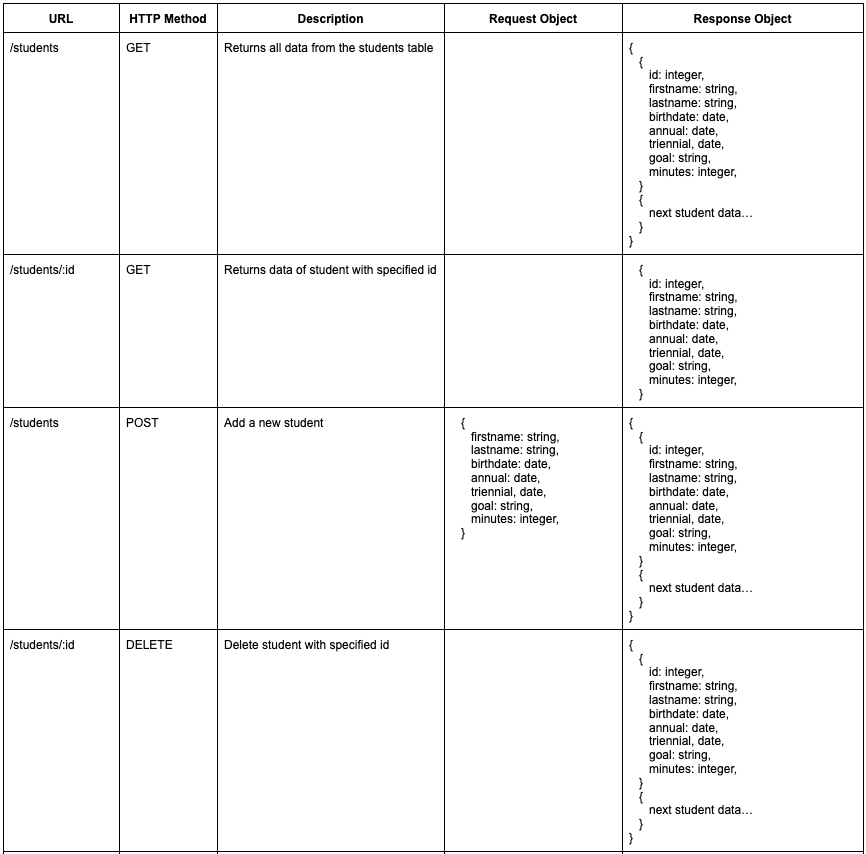 URL HTTP Method Description Request Object Response Object
/students GET Returns all data from the students table {
{
id: integer,
firstname: string,
lastname: string,
birthdate: date,
annual: date,
triennial, date,
goal: string,
minutes: integer,
}
{
next student data…
}
}
/students/:id GET Returns data of student with specified id {
id: integer,
firstname: string,
lastname: string,
birthdate: date,
annual: date,
triennial, date,
goal: string,
minutes: integer,
}
/students POST Add a new student
{
firstname: string,
lastname: string,
birthdate: date,
annual: date,
triennial, date,
goal: string,
minutes: integer,
}
{
{
id: integer,
firstname: string,
lastname: string,
birthdate: date,
annual: date,
triennial, date,
goal: string,
minutes: integer,
}
{
next student data…
}
}
/students/:id DELETE Delete student with specified id {
{
id: integer,
firstname: string,
lastname: string,
birthdate: date,
annual: date,
triennial, date,
goal: string,
minutes: integer,
}
{
next student data…
}
}